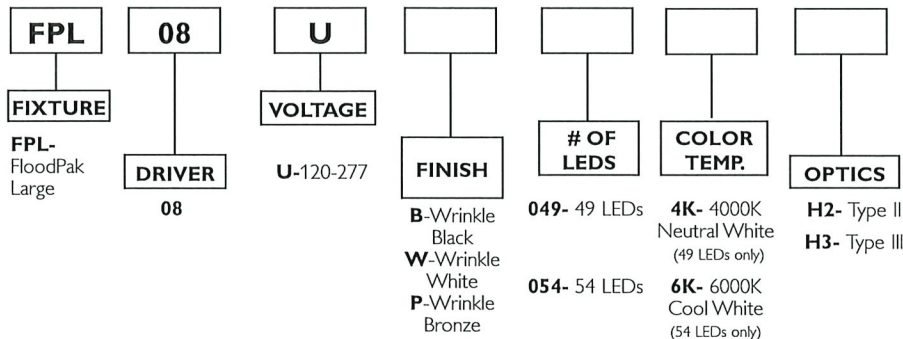 FPL 08 U
FIXTURE
FPL-
FloodPak
Large
DRIVER
08
VOLTAGE
U-120-277
FINISH
B-Wrinkle
Black
W-Wrinkle
White
P-Wrinkle
Bronze
# OF
LEDS
049- 49 LEDs
054- 54 LEDs
COLOR
TEMP.
4K- 4000K
Neutral White
(49 LEDs only)
6K- 6000K
Cool White
(54 LEDs only)
OPTICS
H2- Type II
H3- Type III